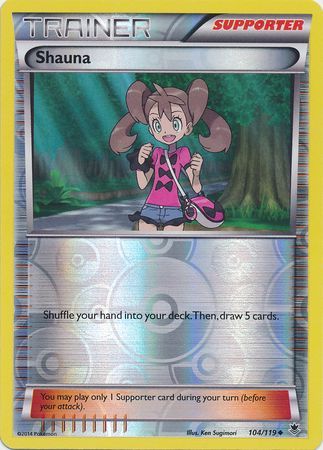 TRAINER SUPPORTER
Shauna
Shuffle your hand into your deck. Then, draw 5 cards.
You may play only 1 Supporter card during your turn (before
your attack).
©2014 Pokémon Illus. Ken Sugimori 104/119